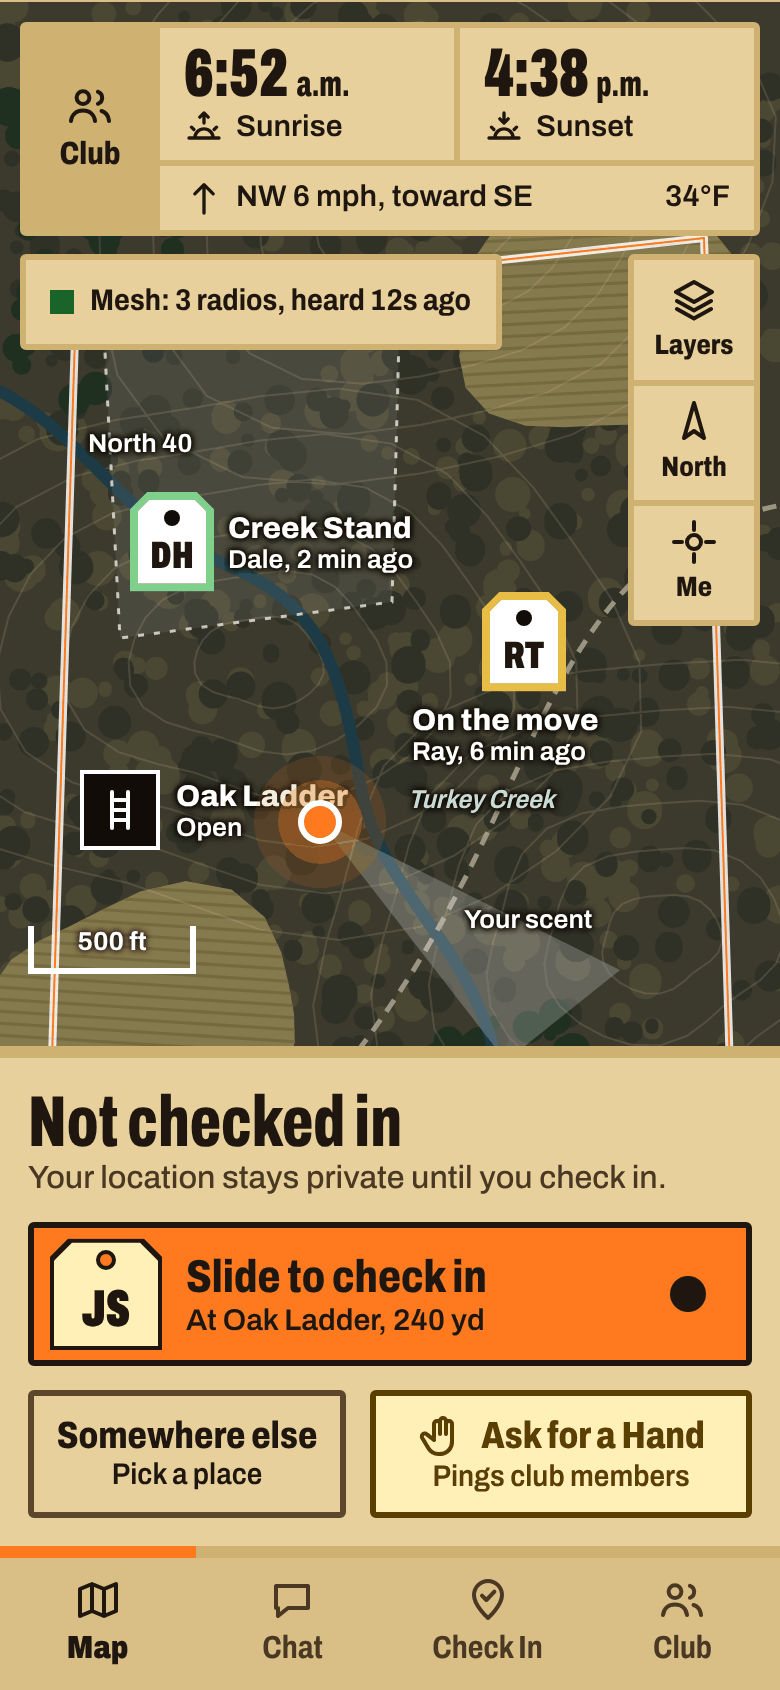 Club
6:52 a.m.
Sunrise
4:38 p.m.
Sunset
NW 6 mph, toward SE
34°F
Mesh: 3 radios, heard 12s ago
Layers
North
Me
North 40
DH
Creek Stand
Dale, 2 min ago
RT
On the move
Ray, 6 min ago
Turkey Creek
Oak Ladder
Open
Your scent
500 ft
Not checked in
Your location stays private until you check in.
JS
Slide to check in
At Oak Ladder, 240 yd
Somewhere else
Pick a place
Ask for a Hand
Pings club members
Map
Chat
Check In
Club